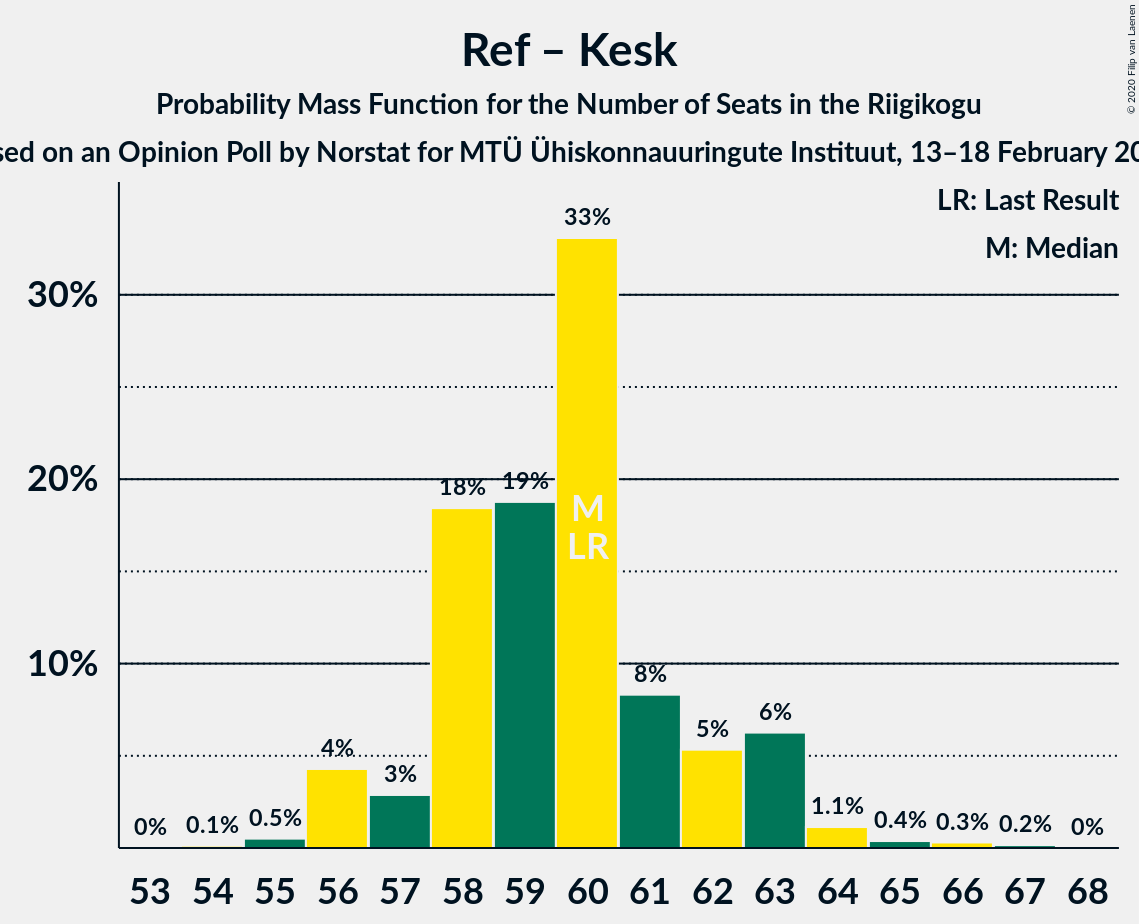 Ref – Kesk
Probability Mass Function for the Number of Seats in the Riigikogu
sed on an Opinion Poll by Norstat for MTÜ Ühiskonnauuringute Instituut, 13–18 February 20
© 2020 Filip van Laenen
LR: Last Result
M: Median
33%
30%
20%
18%
19%
M
LR
10%
8%
6%
5%
4%
3%
0%
0.1%
0.5%
1.1%
0.4%
0.3%
0.2%
0%
53 54 55 56 57 58 59 60 61 62 63 64 65 66 67 68